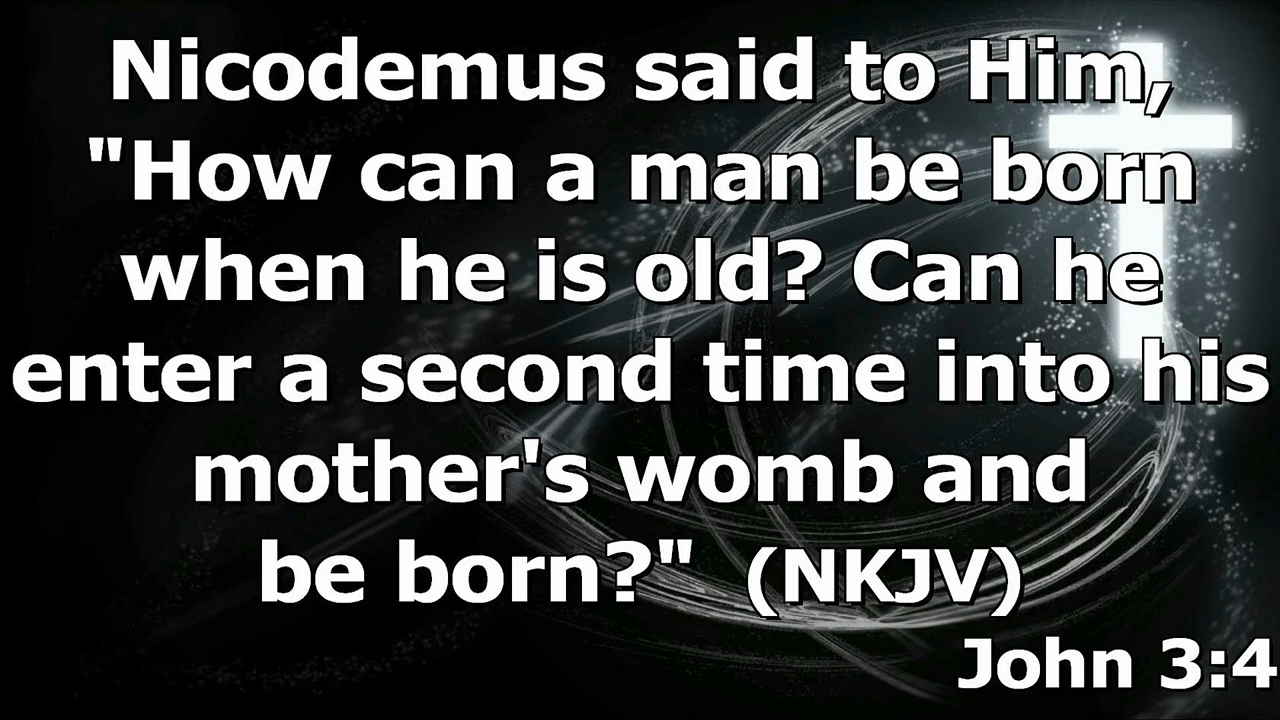 Nicodemus said to Him,
"How can a man be born
when he is old? Can he
enter a second time into his
mother's womb and
be born?" (NKJV)
John 3:4